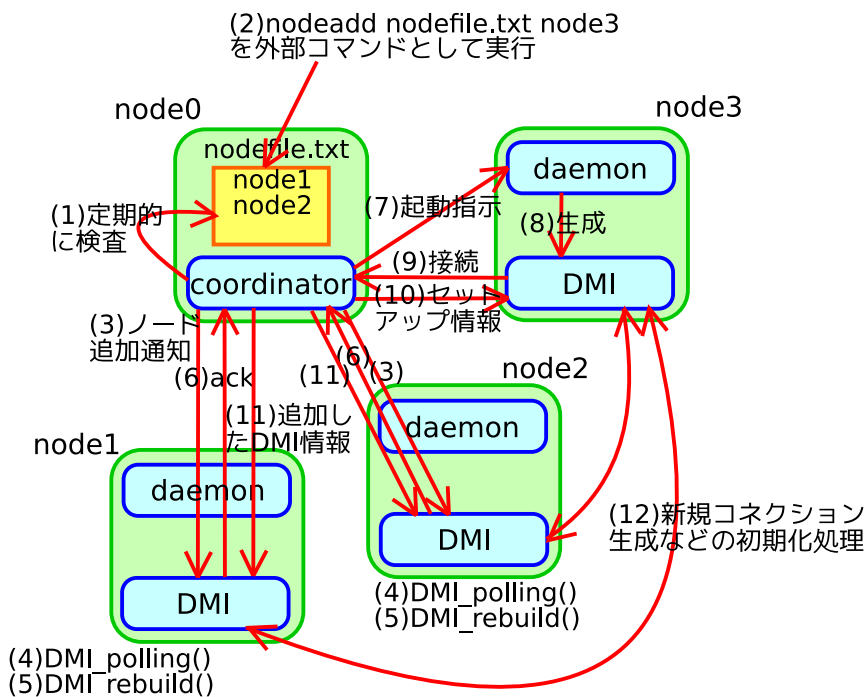 (2)nodeadd nodefile.txt node3
を外部コマンドとして実行
node0
node3
nodefile.txt
node1
node2
daemon
(1)定期的
に検査
(7)起動指示
(8)生成
(9)接続
coordinator
DMI
(10)セット
アップ情報
(3)ノード
追加通知
(6)ack
(11)
(6)
(3)
node2
(11)追加し
たDMI情報
daemon
node1
daemon
DMI
(12)新規コネクション
生成などの初期化処理
DMI
(4)DMI_polling()
(5)DMI_rebuild()
(4)DMI_polling()
(5)DMI_rebuild()